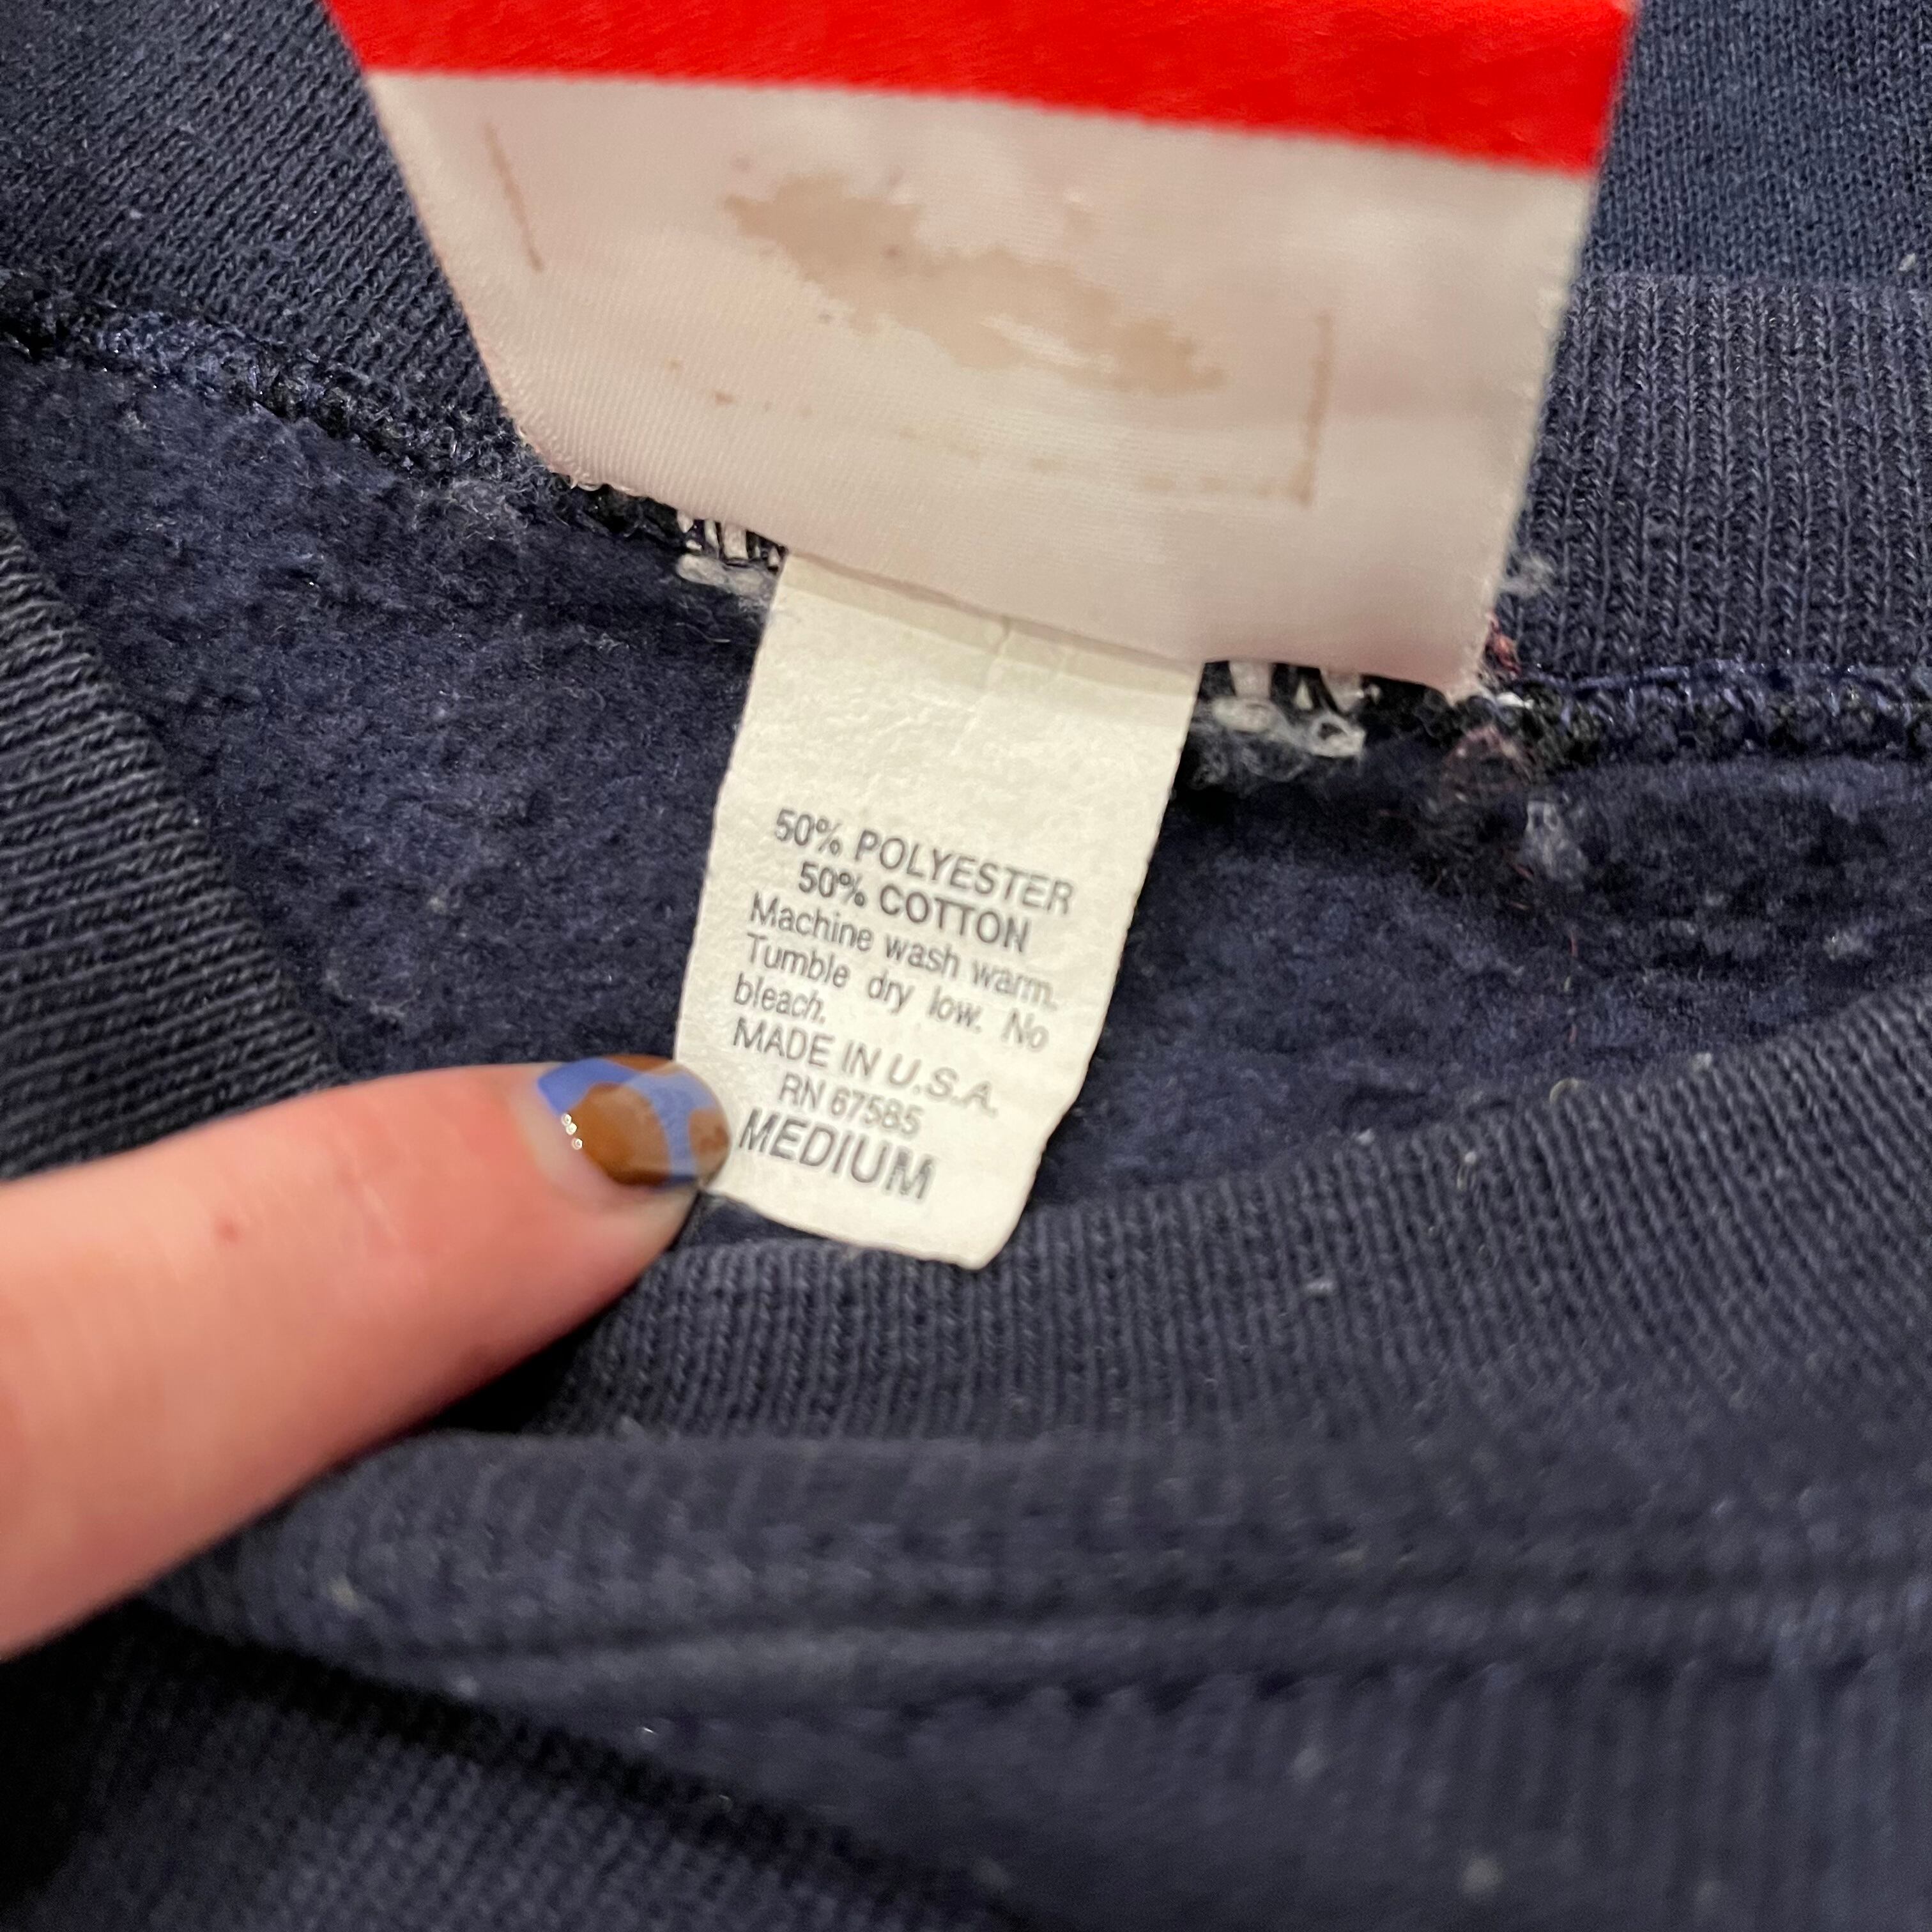 50% POLYESTER
50% COTTON
Machine wash warm.
Tumble dry low. No
bleach.
MADE IN U.S.A.
RN 67585
MEDIUM